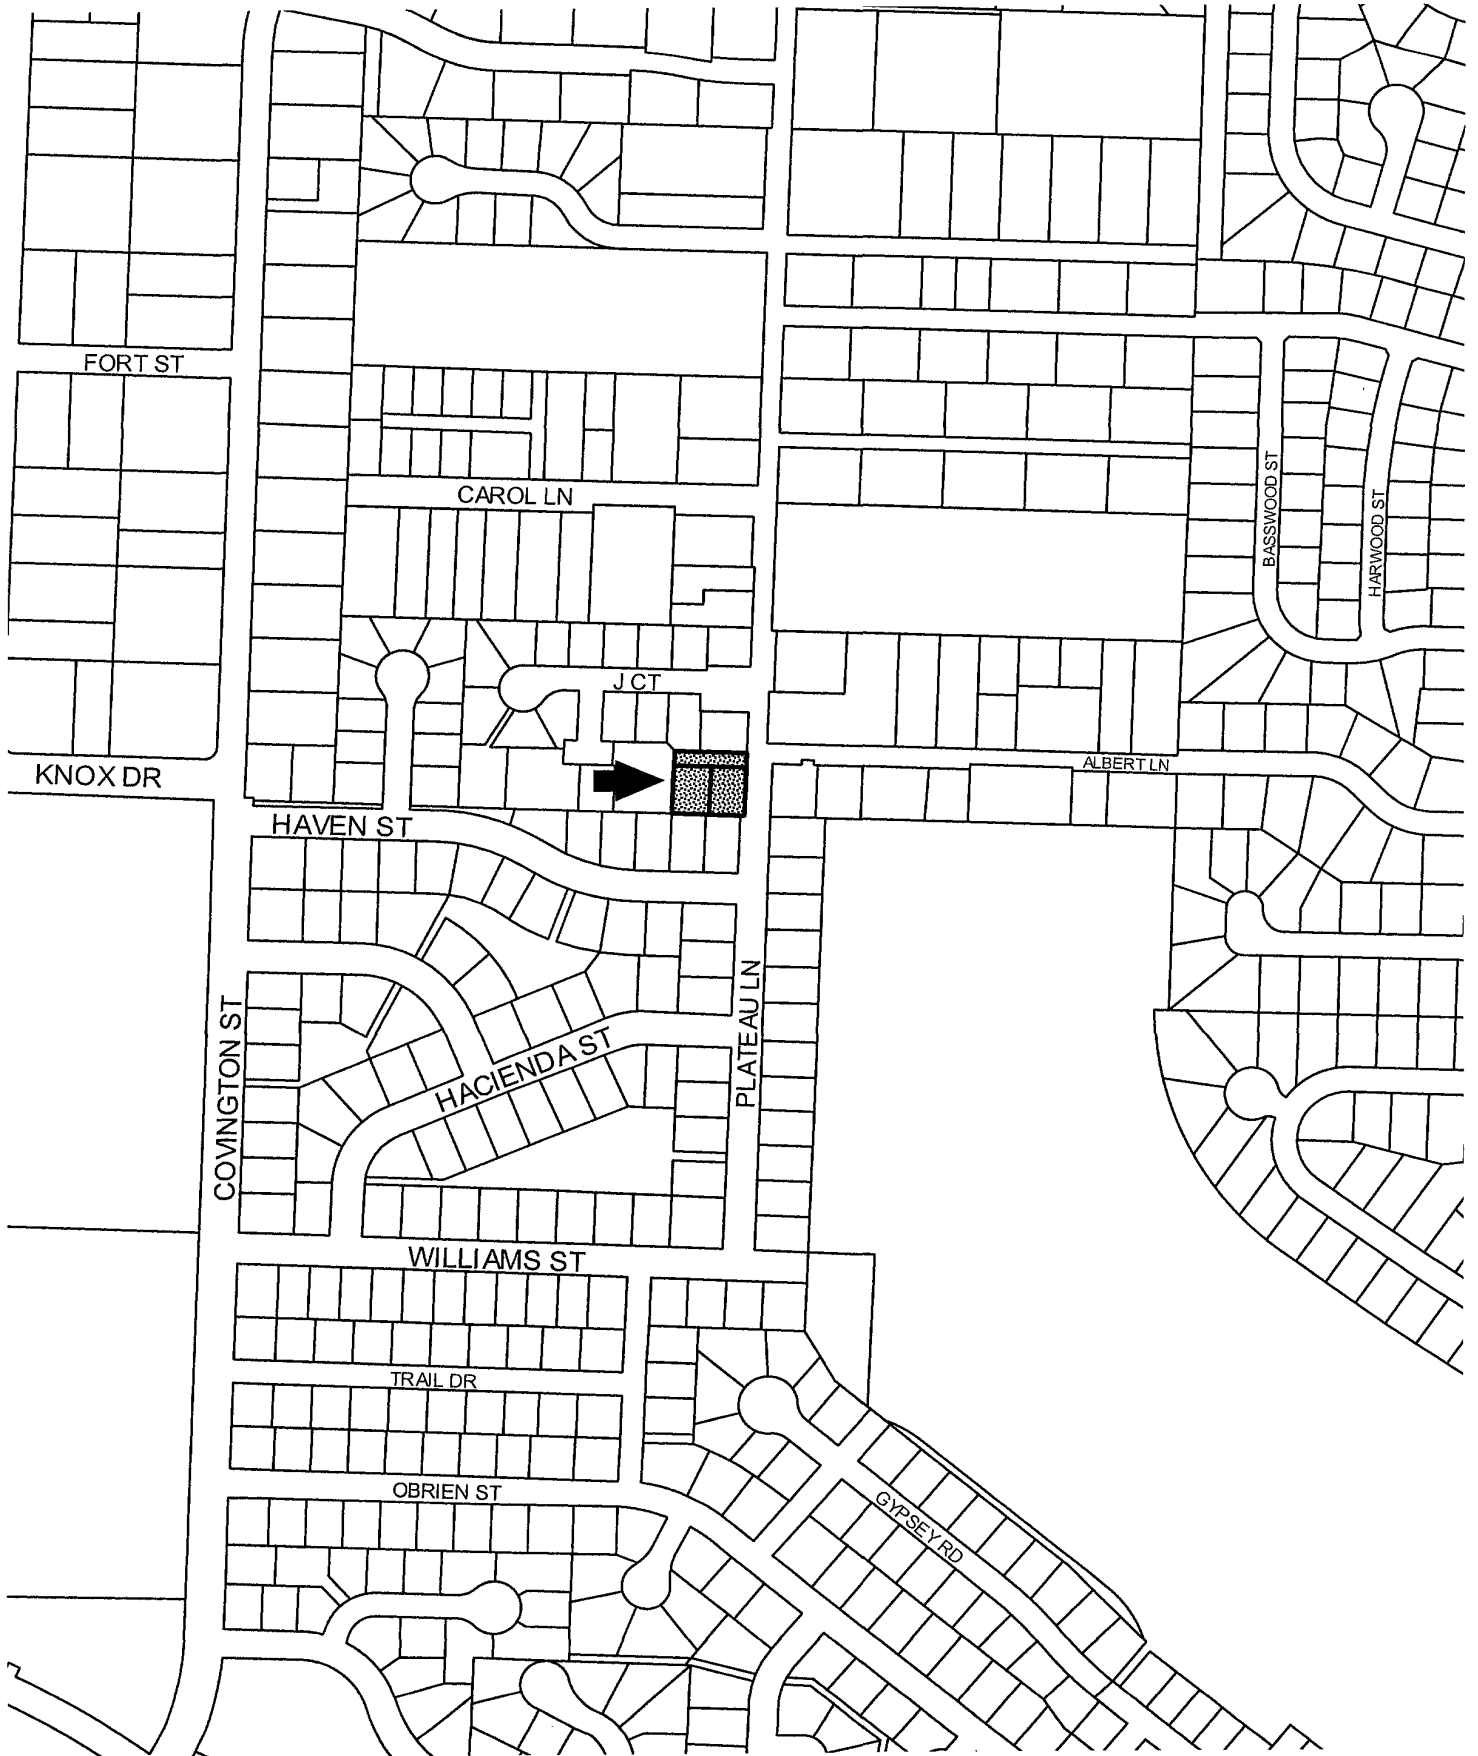 FORT ST
CAROL LN
BASSWOOD ST
HARWOOD ST
J CT
KNOX DR
ALBERT LN
HAVEN ST
PLATEAU LN
COVINGTON ST
HACIENDA ST
WILLIAMS ST
TRAIL DR
OBRIEN ST
GYPSEY RD